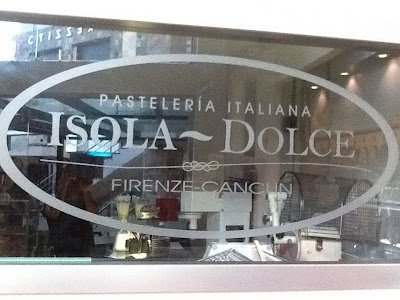 PASTELERÍA ITALIANA
ISOLA~DOLCE
FIRENZE-CANCUN